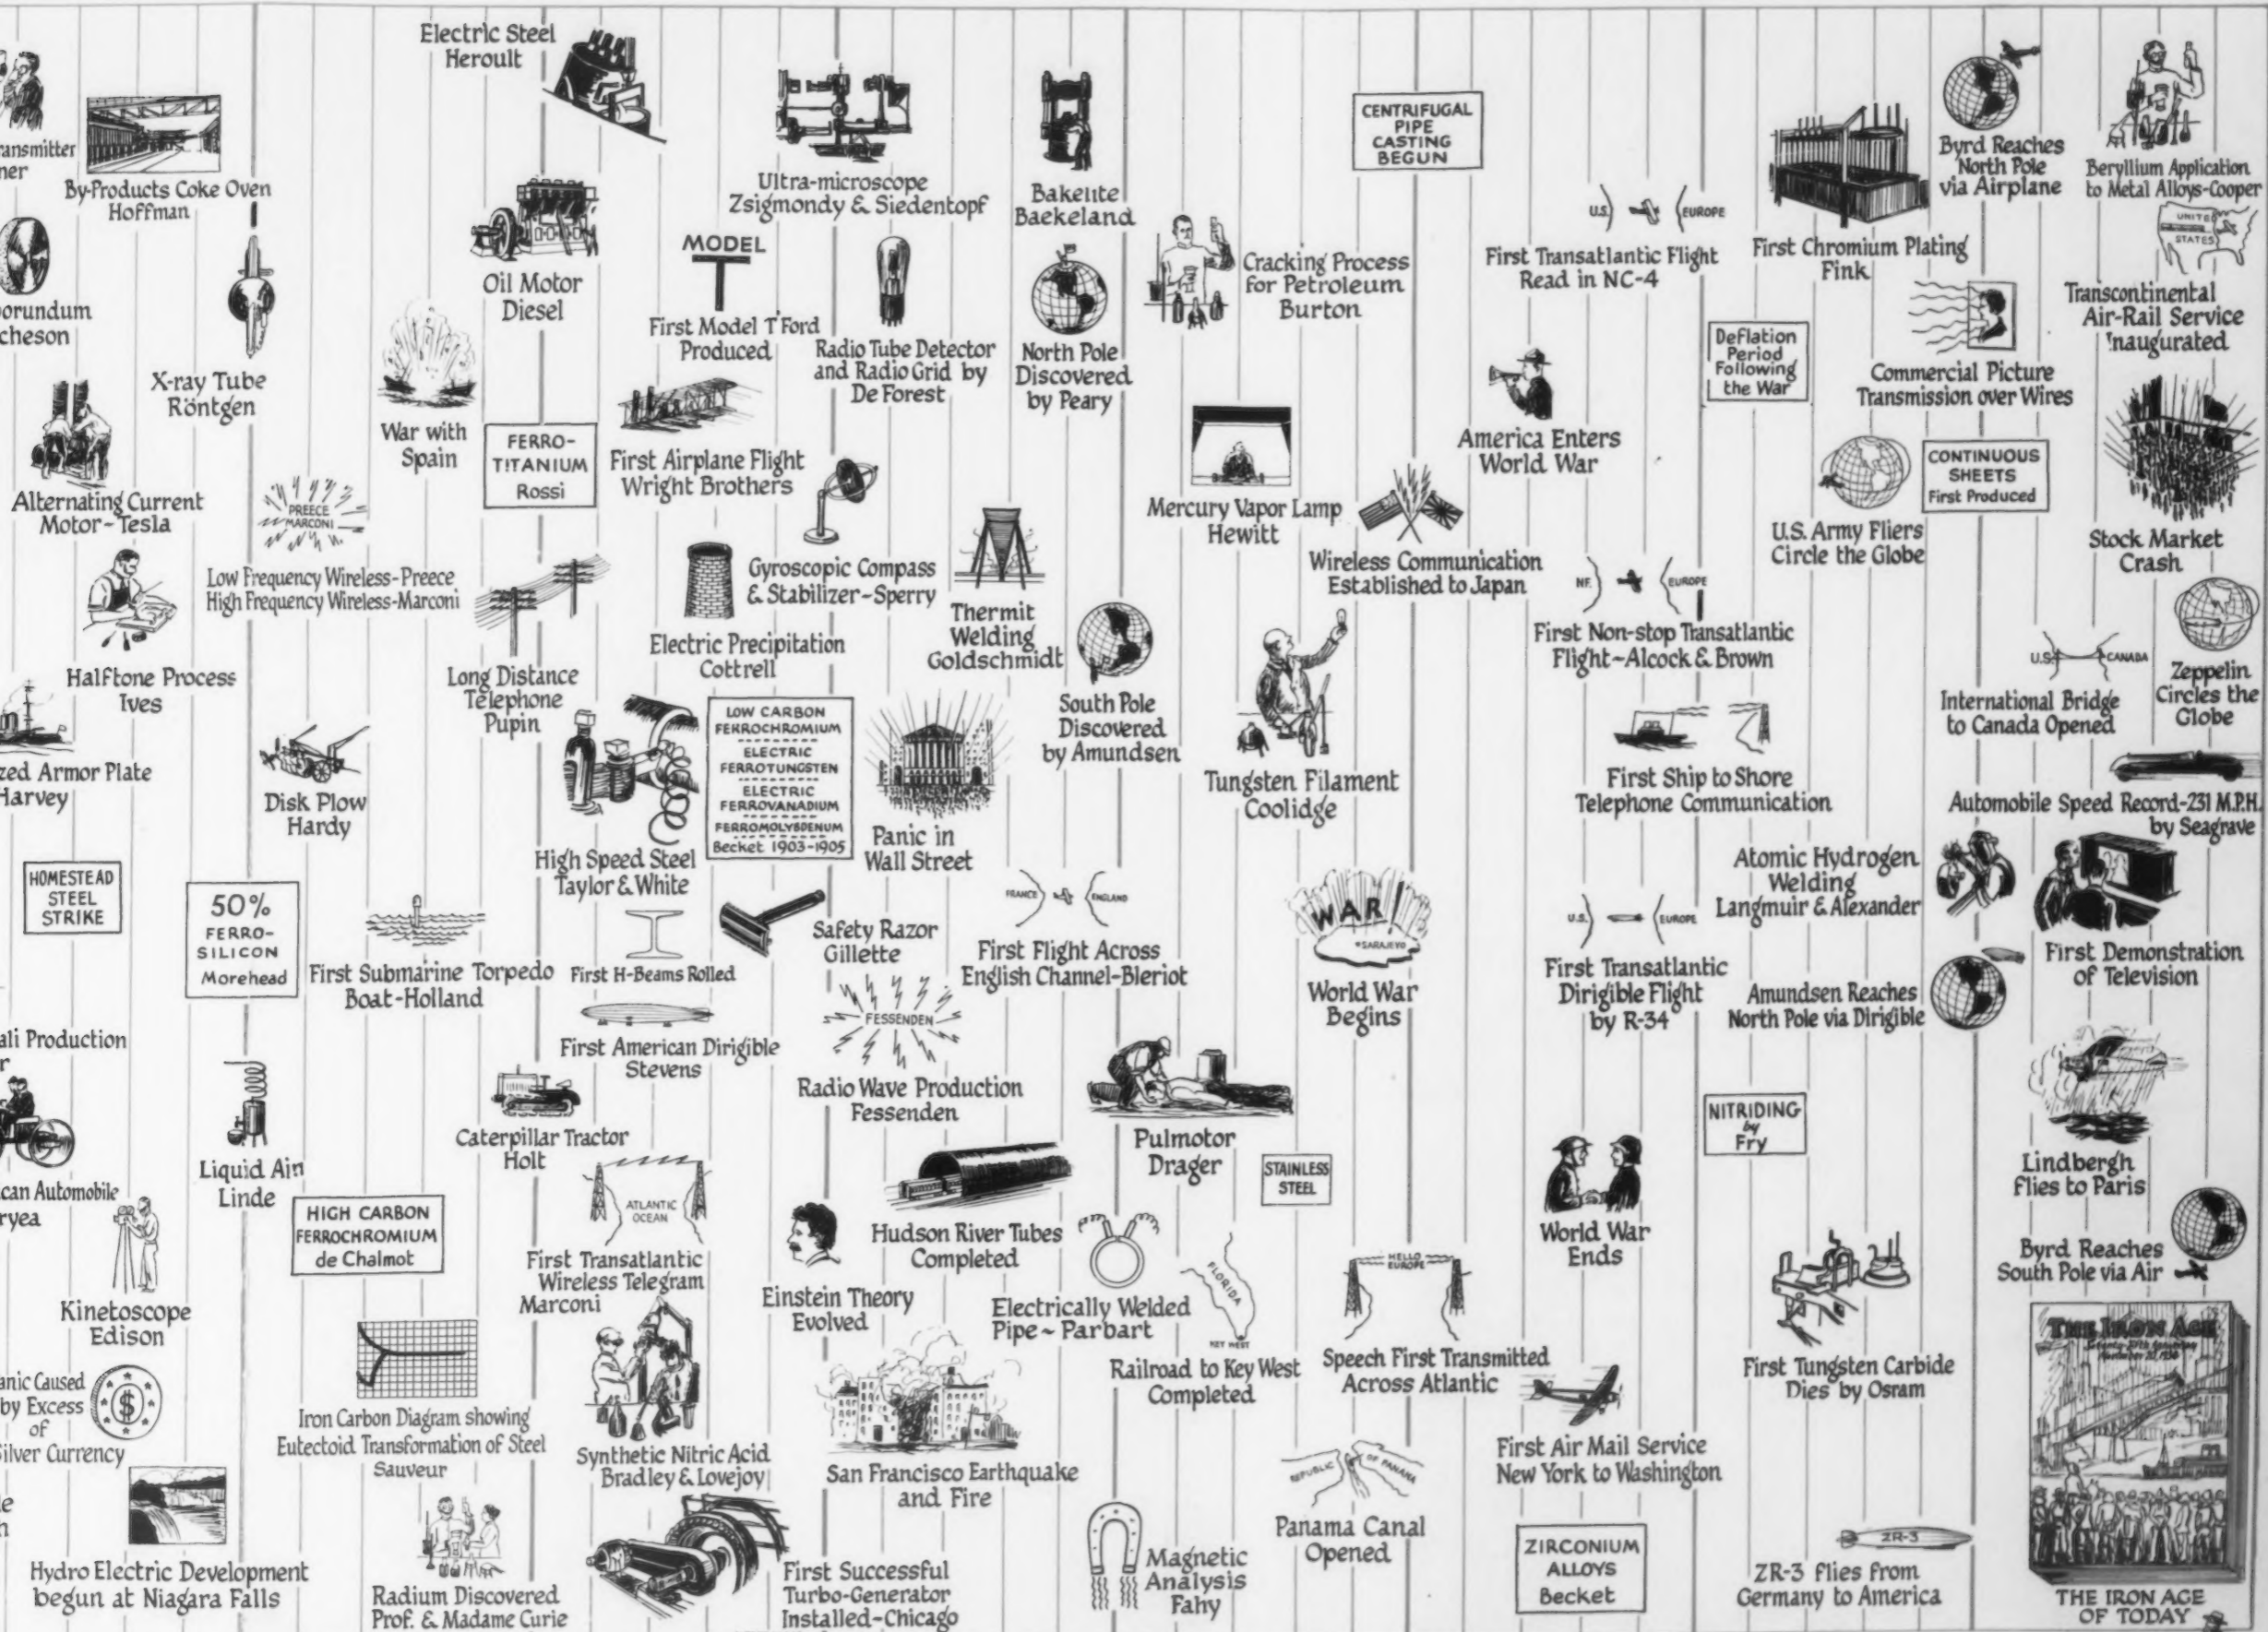 Electric Steel
Heroult
By-Products Coke Oven
Hoffman
Ultra-microscope
Zsigmondy & Siedentopf
Bakelite
Baekeland
CENTRIFUGAL
PIPE
CASTING
BEGUN
Byrd Reaches
North Pole
via Airplane
Beryllium Application
to Metal Alloys-Cooper
Oil Motor
Diesel
MODEL
T
First Model T Ford
Produced
Radio Tube Detector
and Radio Grid by
De Forest
North Pole
Discovered
by Peary
Cracking Process
for Petroleum
Burton
U.S.
EUROPE
First Transatlantic Flight
Read in NC-4
First Chromium Plating
Fink
UNITED
STATES
Transcontinental
Air-Rail Service
Inaugurated
X-ray Tube
Röntgen
War with
Spain
FERRO-
TITANIUM
Rossi
First Airplane Flight
Wright Brothers
America Enters
World War
Deflation
Period
Following
the War
Commercial Picture
Transmission over Wires
Alternating Current
Motor-Tesla
PREECE
MARCONI
Low Frequency Wireless-Preece
High Frequency Wireless-Marconi
Gyroscopic Compass
& Stabilizer-Sperry
Mercury Vapor Lamp
Hewitt
Wireless Communication
Established to Japan
U.S. Army Fliers
Circle the Globe
CONTINUOUS
SHEETS
First Produced
Stock Market
Crash
Halftone Process
Ives
Long Distance
Telephone
Pupin
Electric Precipitation
Cottrell
Thermit
Welding
Goldschmidt
South Pole
Discovered
by Amundsen
NF.
EUROPE
First Non-stop Transatlantic
Flight-Alcock & Brown
U.S.
CANADA
International Bridge
to Canada Opened
Zeppelin
Circles the
Globe
zed Armor Plate
Harvey
Disk Plow
Hardy
High Speed Steel
Taylor & White
LOW CARBON
FERROCHROMIUM
ELECTRIC
FERROTUNGSTEN
ELECTRIC
FERROVANADIUM
FERROMOLYBDENUM
Becket 1903-1905
Panic in
Wall Street
Tungsten Filament
Coolidge
First Ship to Shore
Telephone Communication
Automobile Speed Record-231 M.P.H.
by Seagrave
HOMESTEAD
STEEL
STRIKE
50%
FERRO-
SILICON
Morehead
First Submarine Torpedo
Boat-Holland
First H-Beams Rolled
Safety Razor
Gillette
FRANCE
ENGLAND
First Flight Across
English Channel-Bleriot
WAR
SARAJEVO
World War
Begins
U.S.
EUROPE
First Transatlantic
Dirigible Flight
by R-34
Atomic Hydrogen
Welding
Langmuir & Alexander
First Demonstration
of Television
Amundsen Reaches
North Pole via Dirigible
First American Dirigible
Stevens
FESSENDEN
Radio Wave Production
Fessenden
Liquid Air
Linde
Caterpillar Tractor
Holt
Pulmotor
Drager
STAINLESS
STEEL
NITRIDING
by
Fry
Lindbergh
Flies to Paris
Kinetoscope
Edison
HIGH CARBON
FERROCHROMIUM
de Chalmot
ATLANTIC
OCEAN
First Transatlantic
Wireless Telegram
Marconi
Einstein Theory
Evolved
Hudson River Tubes
Completed
Electrically Welded
Pipe ~ Parbart
FLORIDA
KEY WEST
Railroad to Key West
Completed
HELLO
EUROPE
Speech First Transmitted
Across Atlantic
World War
Ends
First Tungsten Carbide
Dies by Osram
Byrd Reaches
South Pole via Air
Iron Carbon Diagram showing
Eutectoid Transformation of Steel
Sauveur
Synthetic Nitric Acid
Bradley & Lovejoy
San Francisco Earthquake
and Fire
REPUBLIC
OF PANAMA
Panama Canal
Opened
First Air Mail Service
New York to Washington
Hydro Electric Development
begun at Niagara Falls
Radium Discovered
Prof. & Madame Curie
First Successful
Turbo-Generator
Installed-Chicago
Magnetic
Analysis
Fahy
ZIRCONIUM
ALLOYS
Becket
ZR-3
ZR-3 flies from
Germany to America
THE IRON AGE
THE IRON AGE
OF TODAY